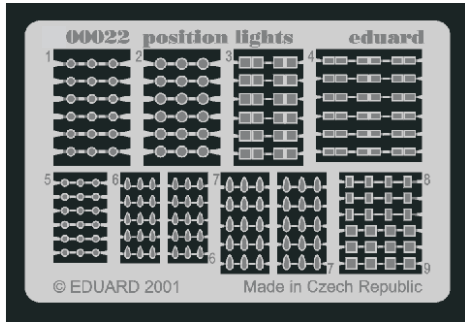 00022 position lights eduard
1 2 3 4
5 6 7 8
6 7 9
© EDUARD 2001 Made in Czech Republic